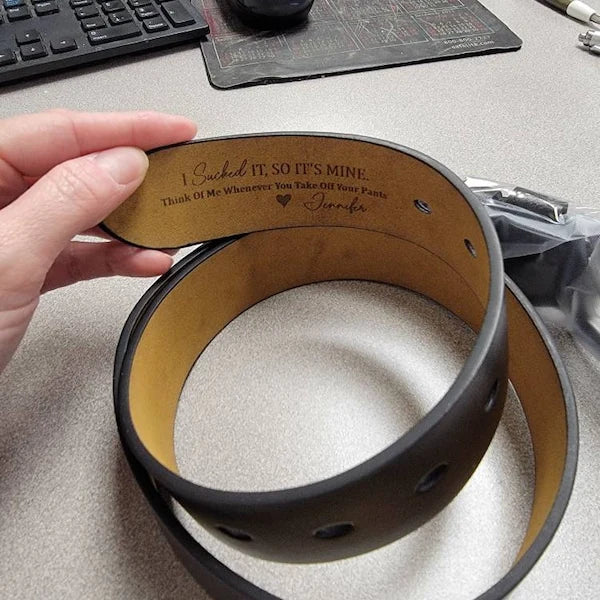 I Sucked IT, SO IT'S MINE.
Think Of Me Whenever You Take Off Your Pants
♥ Jennifer